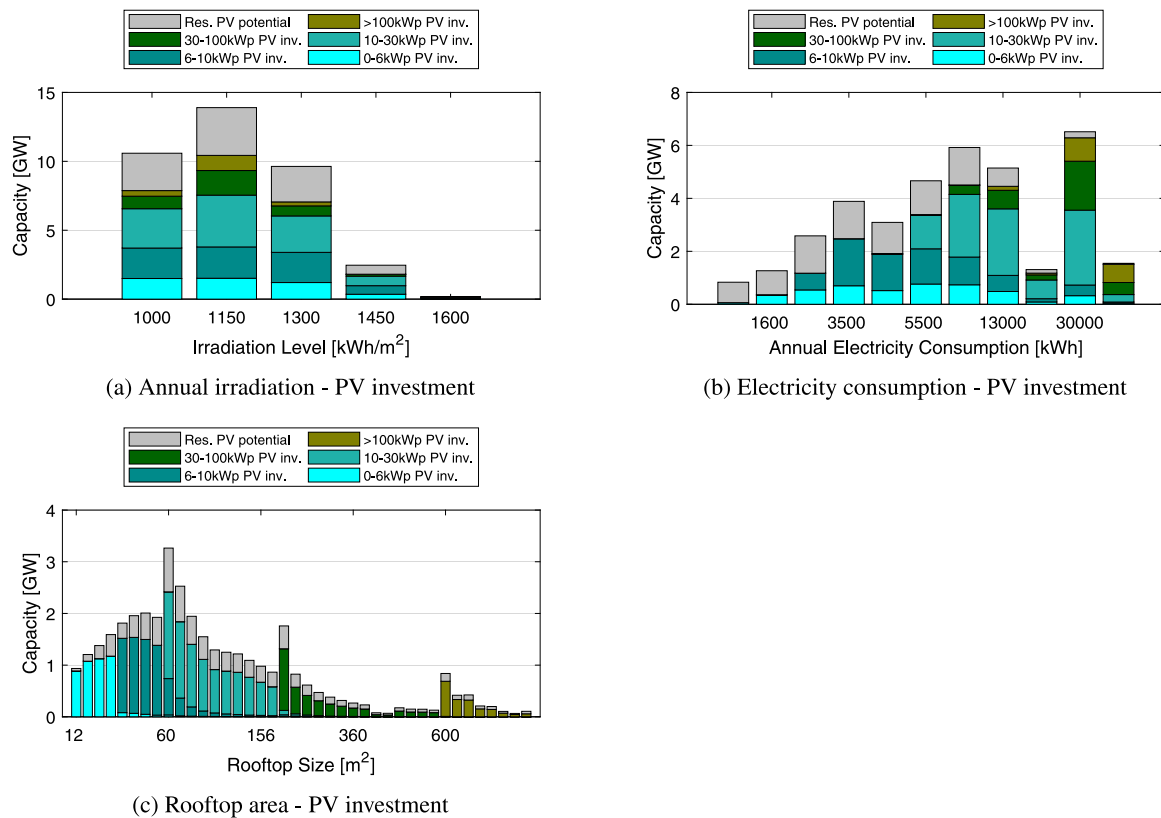 Res. PV potential >100kWp PV inv.
30-100kWp PV inv. 10-30kWp PV inv.
6-10kWp PV inv. 0-6kWp PV inv.
15
10
5
0
Capacity [GW]
1000 1150 1300 1450 1600
Irradiation Level [kWh/m²]
(a) Annual irradiation - PV investment
Res. PV potential >100kWp PV inv.
30-100kWp PV inv. 10-30kWp PV inv.
6-10kWp PV inv. 0-6kWp PV inv.
8
6
4
2
0
Capacity [GW]
1600 3500 5500 13000 30000
Annual Electricity Consumption [kWh]
(b) Electricity consumption - PV investment
Res. PV potential >100kWp PV inv.
30-100kWp PV inv. 10-30kWp PV inv.
6-10kWp PV inv. 0-6kWp PV inv.
4
3
2
1
0
Capacity [GW]
12 60 156 360 600
Rooftop Size [m²]
(c) Rooftop area - PV investment